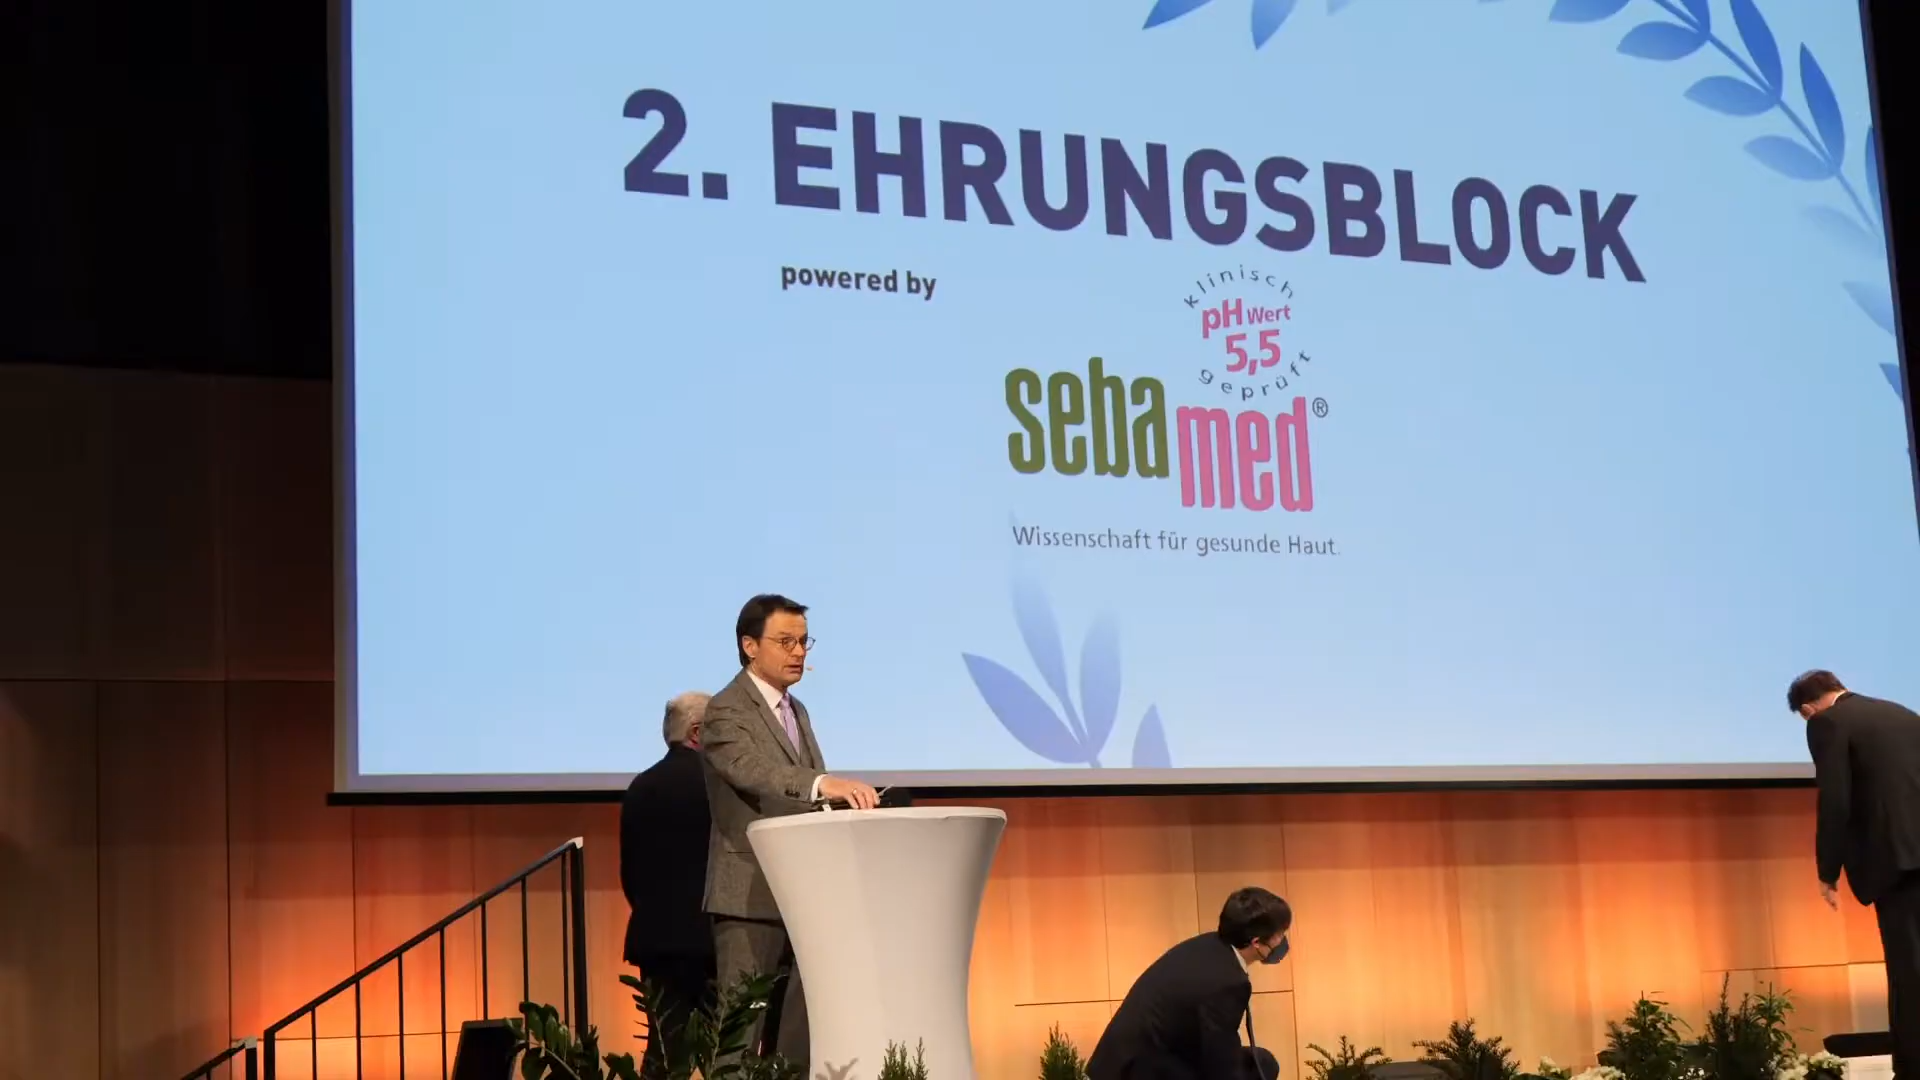 2. EHRUNGSBLOCK
powered by
klinisch
pH Wert
5,5
geprüft
sebamed®
Wissenschaft für gesunde Haut.